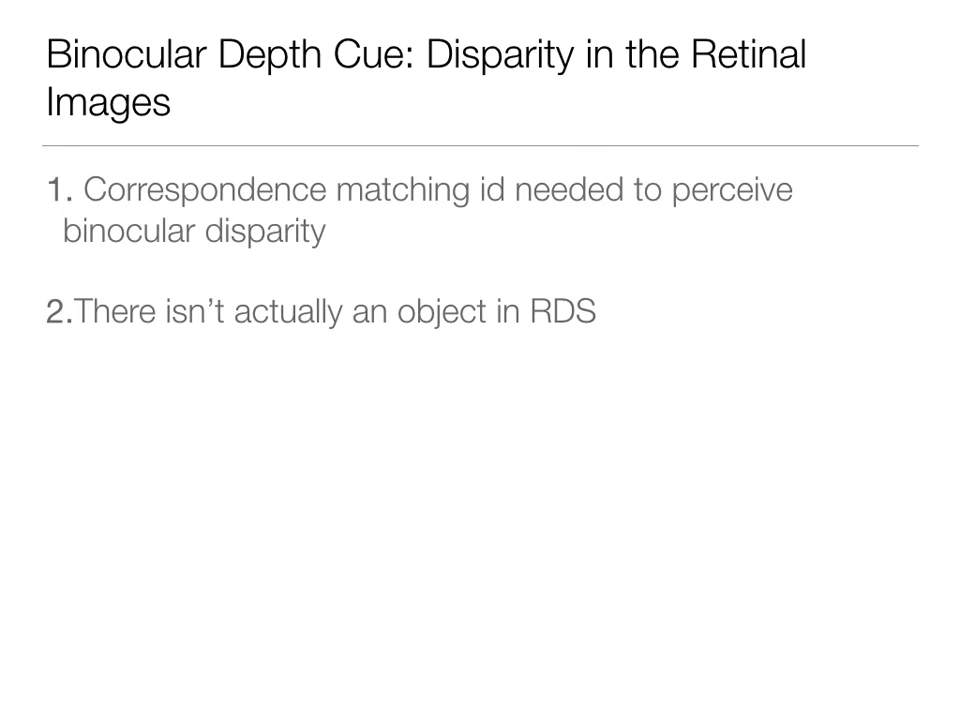 Binocular Depth Cue: Disparity in the Retinal
Images
1. Correspondence matching id needed to perceive
binocular disparity
2.There isn’t actually an object in RDS